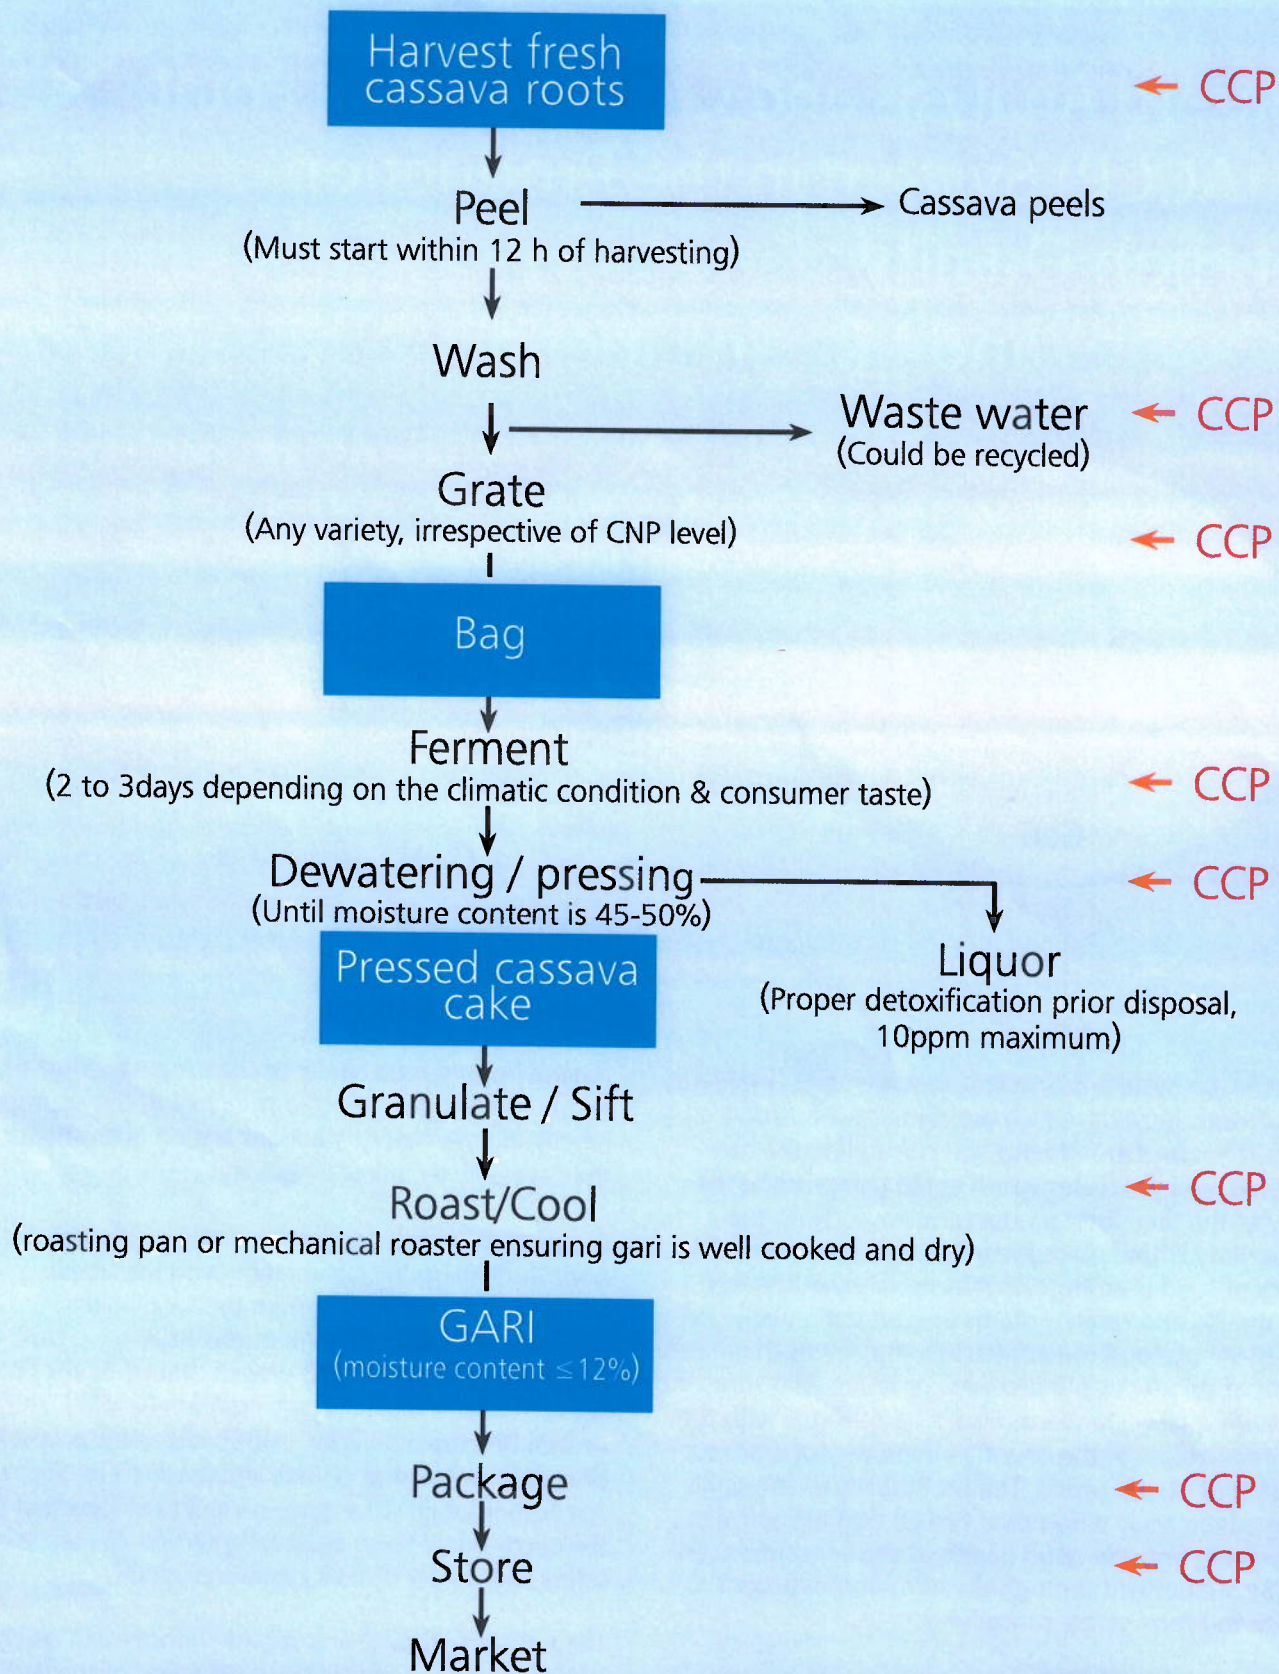 Harvest fresh
cassava roots
CCP
Peel
Cassava peels
(Must start within 12 h of harvesting)
Wash
Waste water
CCP
(Could be recycled)
Grate
(Any variety, irrespective of CNP level)
CCP
Bag
Ferment
(2 to 3days depending on the climatic condition & consumer taste)
CCP
Dewatering / pressing
CCP
(Until moisture content is 45-50%)
Pressed cassava
cake
Liquor
(Proper detoxification prior disposal,
10ppm maximum)
Granulate / Sift
Roast/Cool
CCP
(roasting pan or mechanical roaster ensuring gari is well cooked and dry)
GARI
(moisture content ≤12%)
Package
CCP
Store
CCP
Market